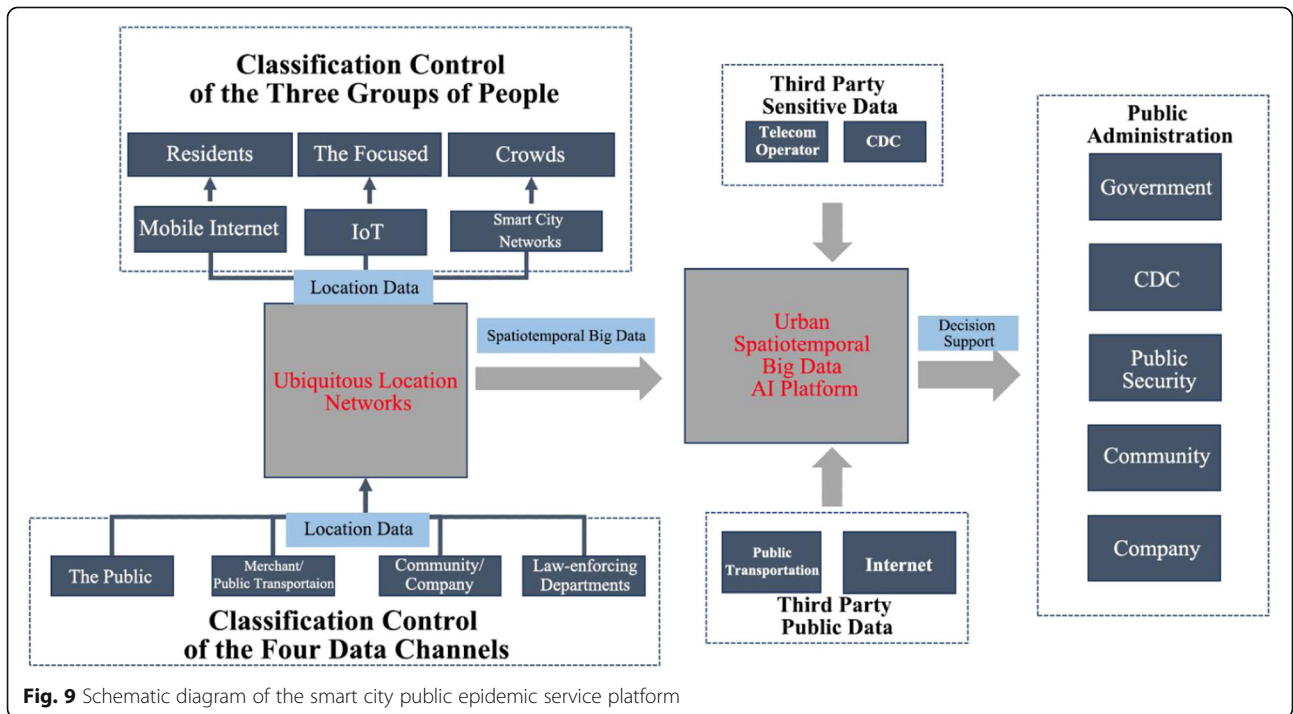 Classification Control
of the Three Groups of People
Residents
The Focused
Crowds
Mobile Internet
IoT
Smart City
Networks
Location Data
Ubiquitous Location
Networks
Location Data
The Public
Merchant/
Public Transportaion
Community/
Company
Law-enforcing
Departments
Classification Control
of the Four Data Channels
Spatiotemporal Big Data
Third Party
Sensitive Data
Telecom
Operator
CDC
Urban
Spatiotemporal
Big Data
AI Platform
Public
Transportation
Internet
Third Party
Public Data
Decision
Support
Public
Administration
Government
CDC
Public
Security
Community
Company
Fig. 9 Schematic diagram of the smart city public epidemic service platform